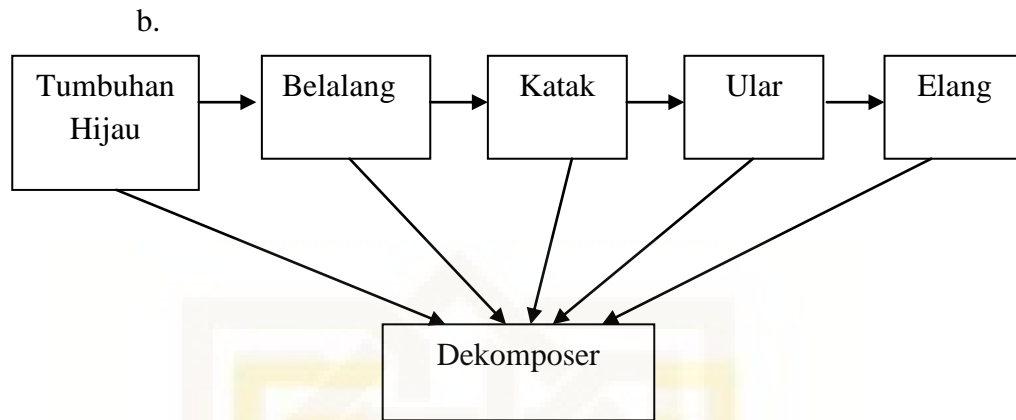 b.
Tumbuhan
Hijau
Belalang
Katak
Ular
Elang
Dekomposer